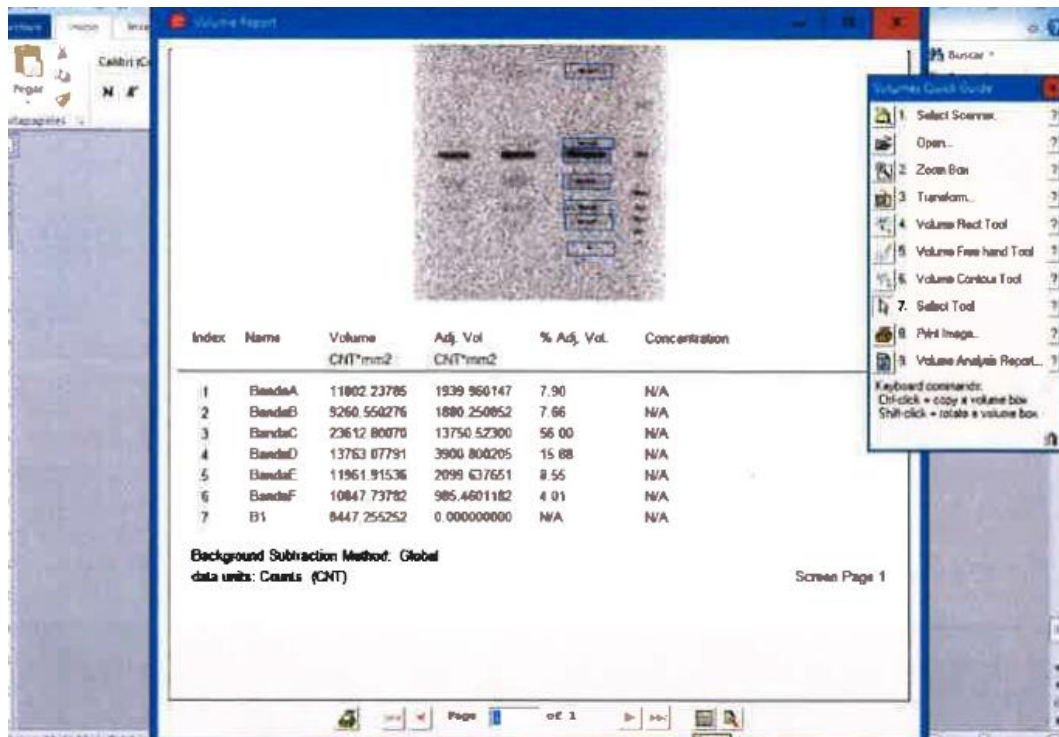 Volume Report
Inicio
Pegar
N K
Buscar
Volumes Quick Guide
1. Select Scanner.. ?
Open... ?
2 Zoom Box ?
3 Transform... ?
4 Volume Rect Tool ?
5 Volume Free hand Tool ?
6. Volume Contour Tool ?
7. Select Tool ?
8. Print Image... ?
9. Volume Analysis Report... ?
Keyboard commands:
Ctrl-click = copy a volume box
Shift-click = rotate a volume box
Index Name Volume Adj. Vol % Adj. Vol. Concentration
CNT*mm2 CNT*mm2
1 BandaA 11802.23785 1939.960147 7.90 N/A
2 BandaB 9260.550276 1880.250852 7.66 N/A
3 BandaC 23612.80070 13750.52300 56.00 N/A
4 BandaD 13763.07791 3900.800205 15.88 N/A
5 BandaE 11961.91536 2099.637651 8.55 N/A
6 BandaF 10847.73782 985.4601182 4.01 N/A
7 B1 8447.255252 0.000000000 N/A N/A
Background Subtraction Method: Global
data units: Counts (CNT)
Screen Page 1
Page 1 of 1